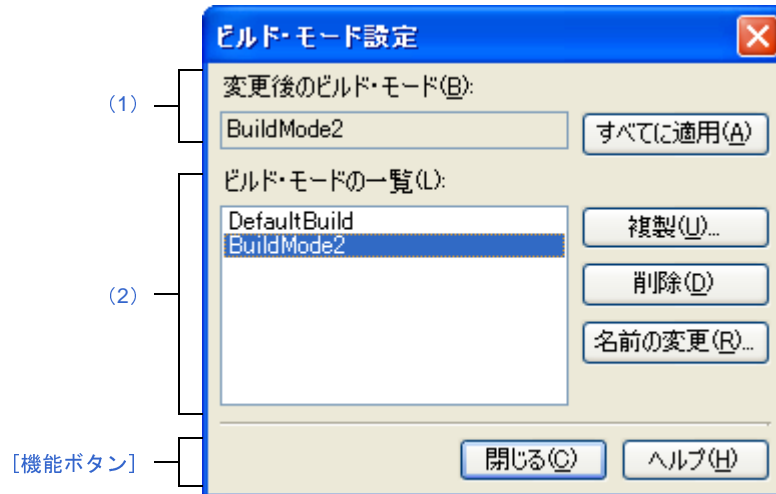 ビルド・モード設定
(1)
変更後のビルド・モード(B):
BuildMode2
すべてに適用(A)
(2)
ビルド・モードの一覧(L):
DefaultBuild
BuildMode2
複製(U)...
削除(D)
名前の変更(R)...
[機能ボタン]
閉じる(C)
ヘルプ(H)